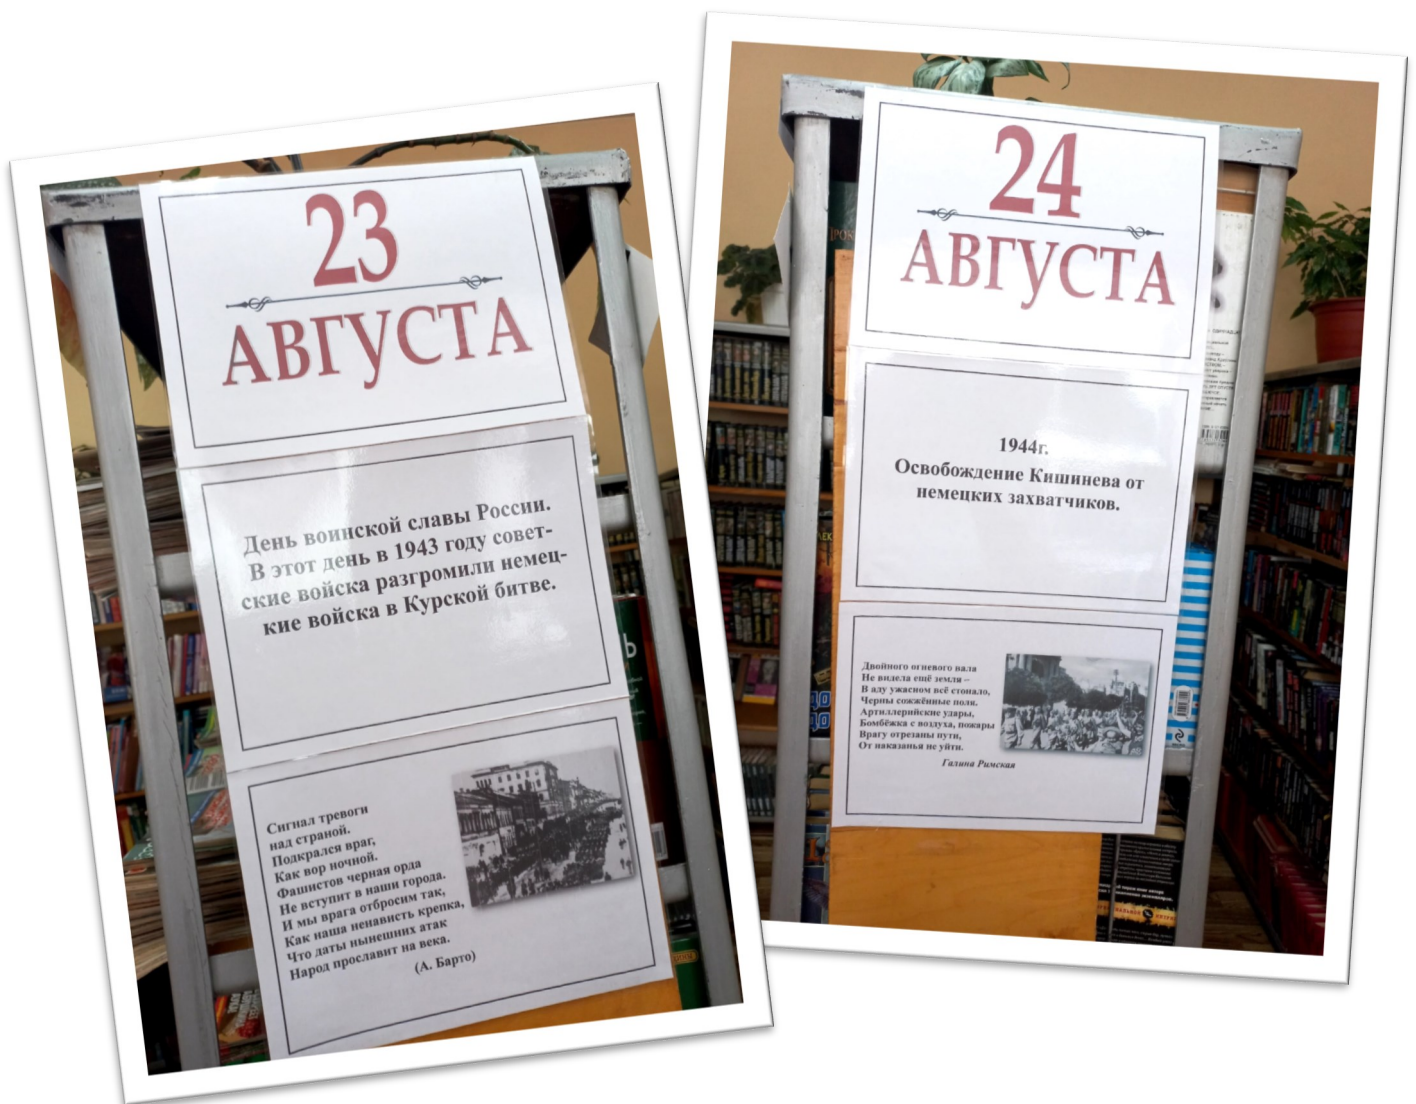 23
АВГУСТА
День воинской славы России.
В этот день в 1943 году совет-
ские войска разгромили немец-
кие войска в Курской битве.
Сигнал тревоги
над страной.
Подкрался враг,
Как вор ночной.
Фашистов черная орда
Не вступит в наши города.
И мы врага отбросим так,
Как наша ненависть крепка,
Что даты нынешних атак
Народ прославит на века.
(А. Барто)
24
АВГУСТА
1944г.
Освобождение Кишинева от
немецких захватчиков.
Двойного огневого вала
Не видела ещё земля –
В аду ужасном всё стонало,
Черны сожжённые поля.
Артиллерийские удары,
Бомбёжка с воздуха, пожары
Врагу отрезаны пути,
От наказанья не уйти.
Галина Римская